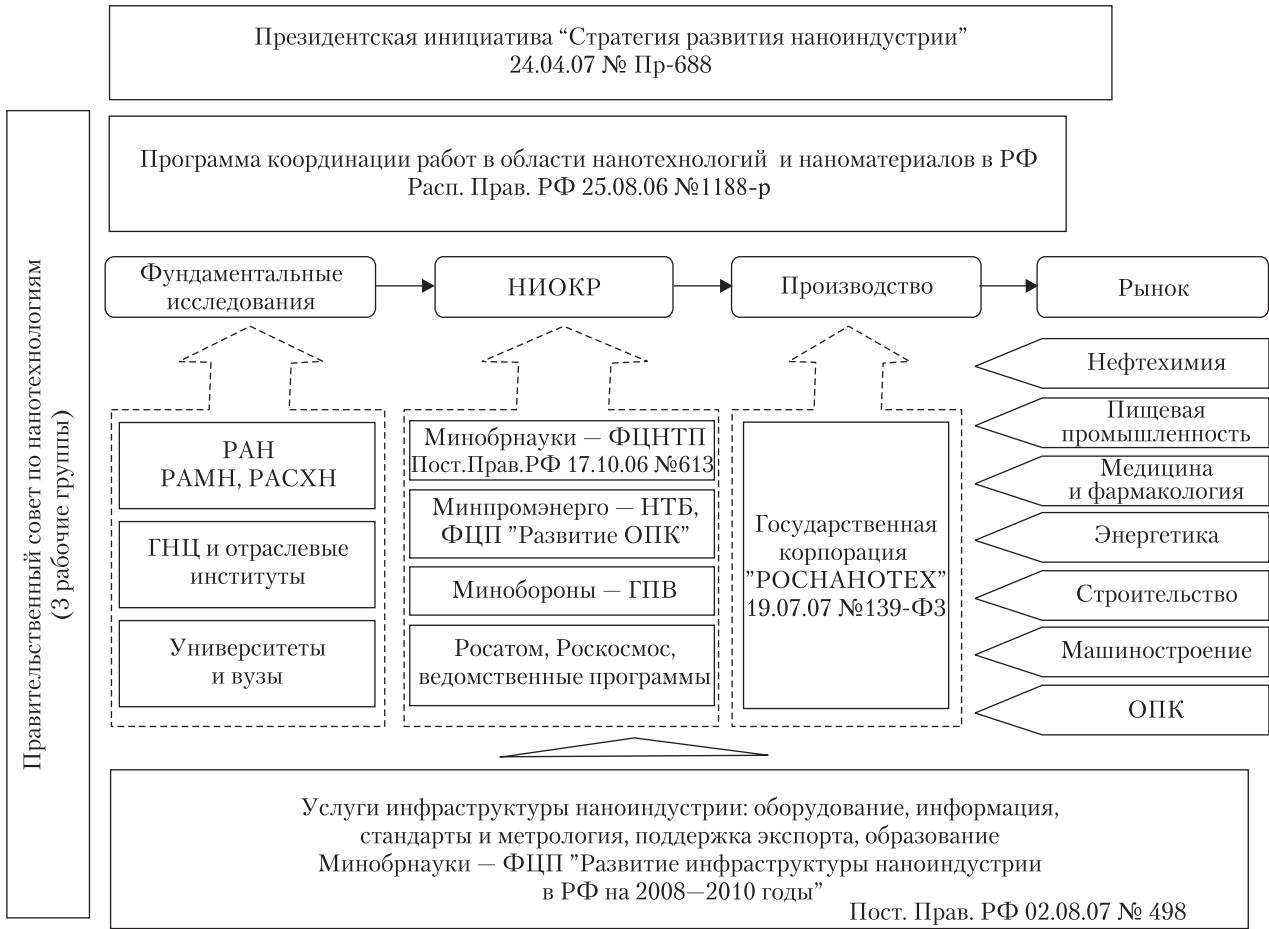 Президентская инициатива “Стратегия развития наноиндустрии”
24.04.07 № Пр-688
Правительственный совет по нанотехнологиям
(3 рабочие группы)
Программа координации работ в области нанотехнологий и наноматериалов в РФ
Расп. Прав. РФ 25.08.06 №1188-р
Фундаментальные
исследования
НИОКР
Производство
Рынок
РАН
РАМН, РАСХН
ГНЦ и отраслевые
институты
Университеты
и вузы
Минобрнауки — ФЦНТП
Пост.Прав.РФ 17.10.06 №613
Минпромэнерго — НТБ,
ФЦП ”Развитие ОПК”
Минобороны — ГПВ
Росатом, Роскосмос,
ведомственные программы
Государственная
корпорация
”РОСНАНОТЕХ”
19.07.07 №139-ФЗ
Нефтехимия
Пищевая
промышленность
Медицина
и фармакология
Энергетика
Строительство
Машиностроение
ОПК
Услуги инфраструктуры наноиндустрии: оборудование, информация,
стандарты и метрология, поддержка экспорта, образование
Минобрнауки — ФЦП ”Развитие инфраструктуры наноиндустрии
в РФ на 2008—2010 годы”
Пост. Прав. РФ 02.08.07 № 498